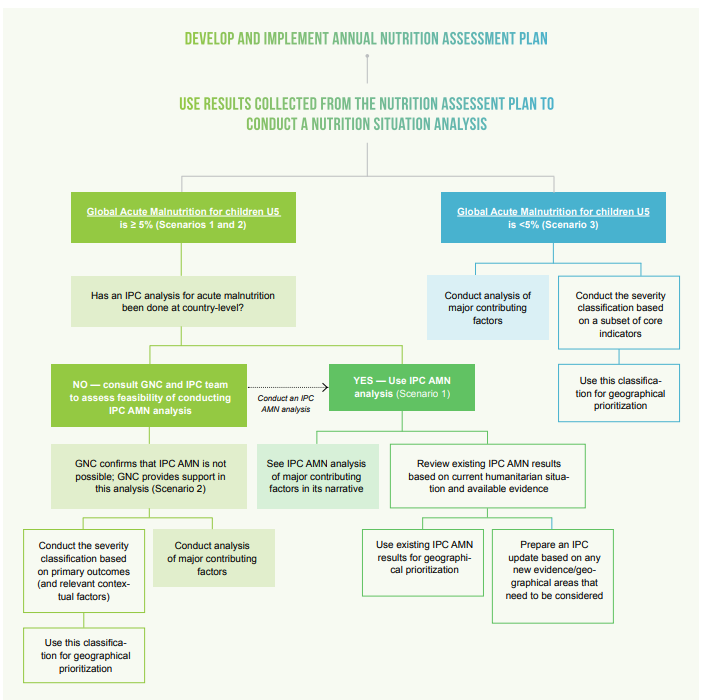 DEVELOP AND IMPLEMENT ANNUAL NUTRITION ASSESSMENT PLAN
USE RESULTS COLLECTED FROM THE NUTRITION ASSESSENT PLAN TO
CONDUCT A NUTRITION SITUATION ANALYSIS
Global Acute Malnutrition for children U5
is ≥ 5% (Scenarios 1 and 2)
Global Acute Malnutrition for children U5
is <5% (Scenario 3)
Has an IPC analysis for acute malnutrition
been done at country-level?
Conduct analysis of
major contributing
factors
Conduct the severity
classification based
on a subset of core
indicators
NO — consult GNC and IPC team
to assess feasibility of conducting
IPC AMN analysis
Conduct an IPC
AMN analysis
YES — Use IPC AMN
analysis (Scenario 1)
Use this classifica-
tion for geographical
prioritization
GNC confirms that IPC AMN is not
possible; GNC provides support in
this analysis (Scenario 2)
See IPC AMN analysis
of major contributing
factors in its narrative
Review existing IPC AMN results
based on current humanitarian situa-
tion and available evidence
Conduct the severity
classification based
on primary outcomes
(and relevant contex-
tual factors)
Conduct analysis
of major contributing
factors
Use existing IPC AMN
results for geographi-
cal prioritization
Prepare an IPC
update based on any
new evidence/geo-
graphical areas that
need to be considered
Use this classifica-
tion for geographical
prioritization